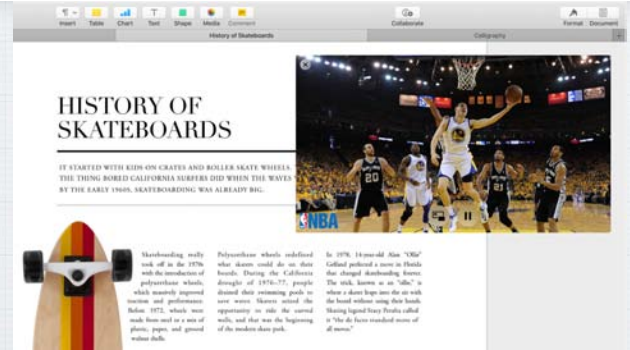 Insert
Table
Chart
Text
Shape
Media
Comment
Collaborate
Format
Document
History of Skateboards
Calligraphy
HISTORY OF
SKATEBOARDS
IT STARTED WITH KIDS ON CRATES AND ROLLER SKATE WHEELS.
THE THING BORED CALIFORNIA SURFERS DID WHEN THE WAVES
BY THE EARLY 1960S, SKATEBOARDING WAS ALREADY BIG.
20
21
NBA
Skateboarding really
took off in the 1970s
with the introduction of
polyurethane wheels,
which massively improved
traction and performance.
Before 1972, wheels were
made from steel or a mix of
plastic, paper, and ground
walnut shells.
Polyurethane wheels redefined
what skaters could do on their
boards. During the California
drought of 1976–77, people
drained their swimming pools to
save water. Skaters seized the
opportunity to ride the curved
walls, and that was the beginning
of the modern skate park.
In 1978, 14-year-old Alan "Ollie"
Gelfand perfected a move in Florida
that changed skateboarding forever.
The trick, known as an "ollie," is
where a skater leaps into the air with
the board without using their hands.
Skating legend Stacy Peralta called
it "the de facto standard move of
all moves."